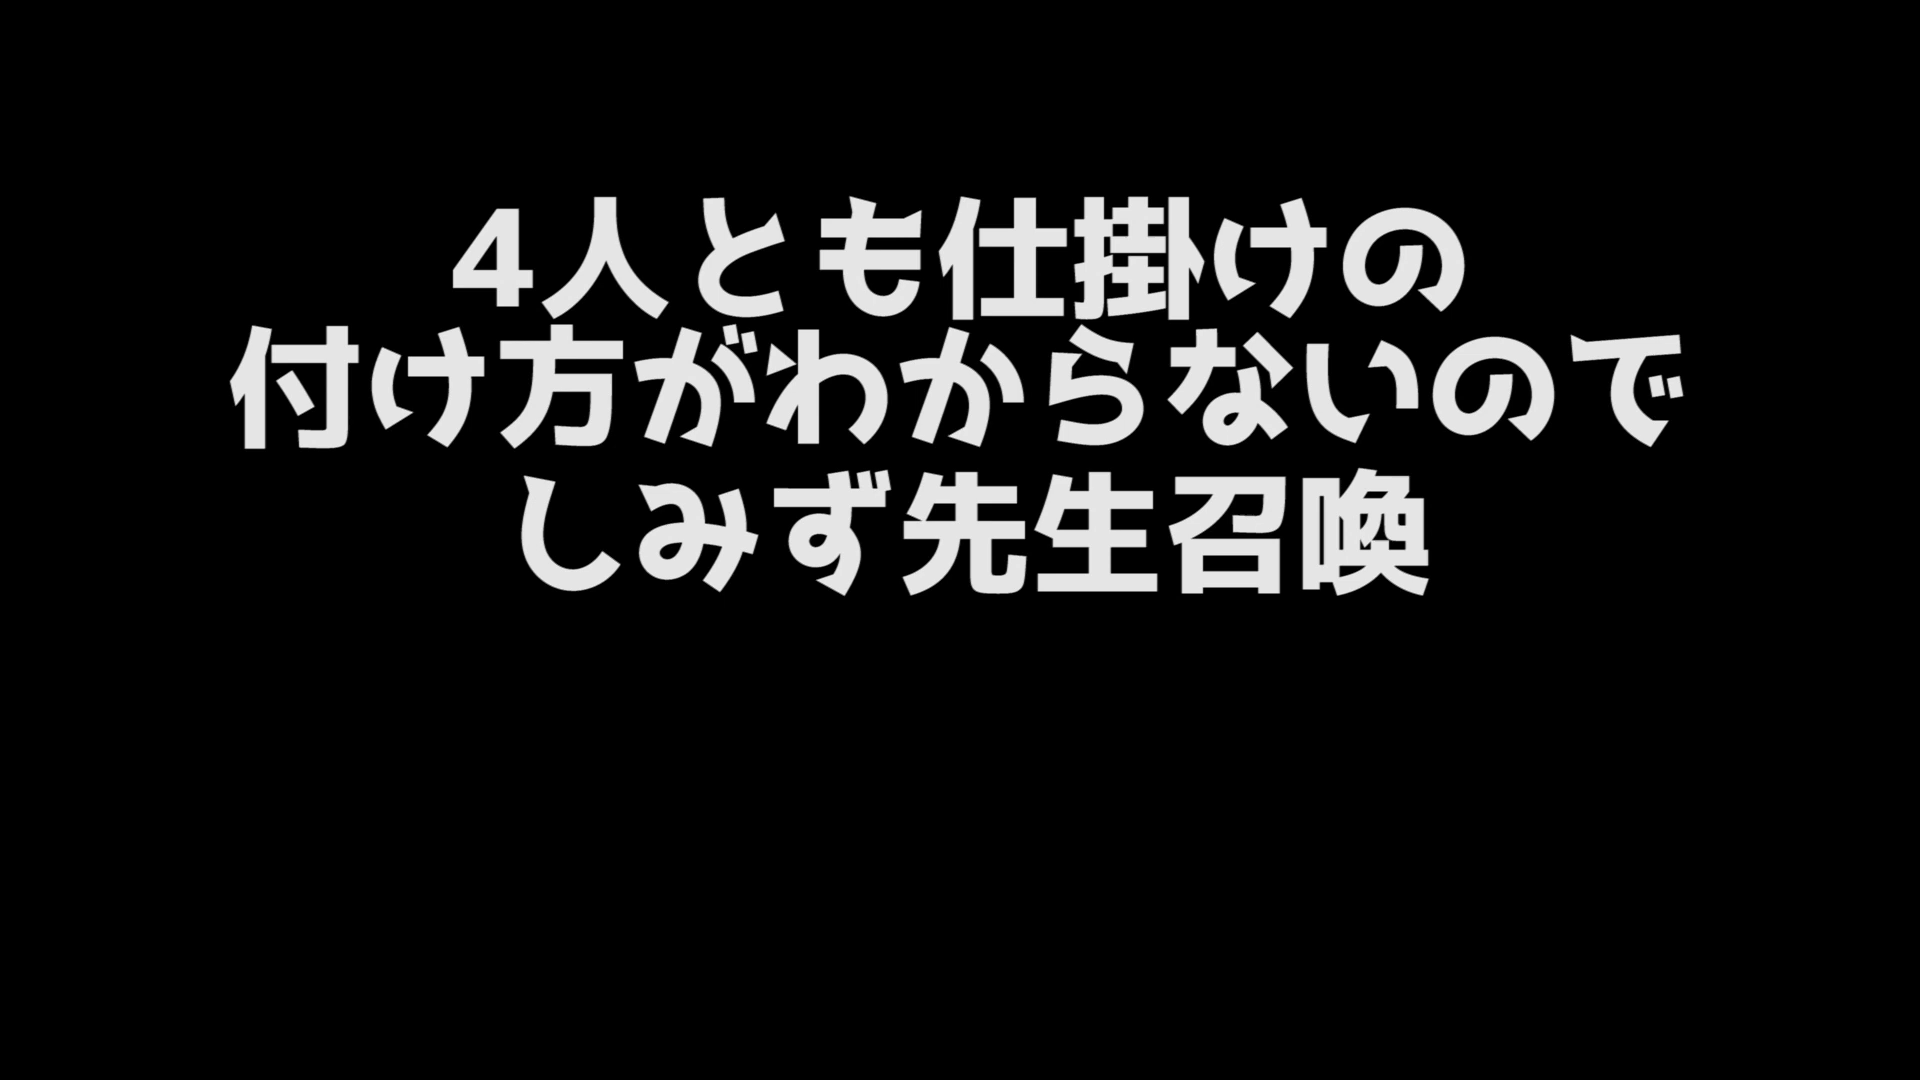 4人とも仕掛けの
付け方がわからないので
しみず先生召喚